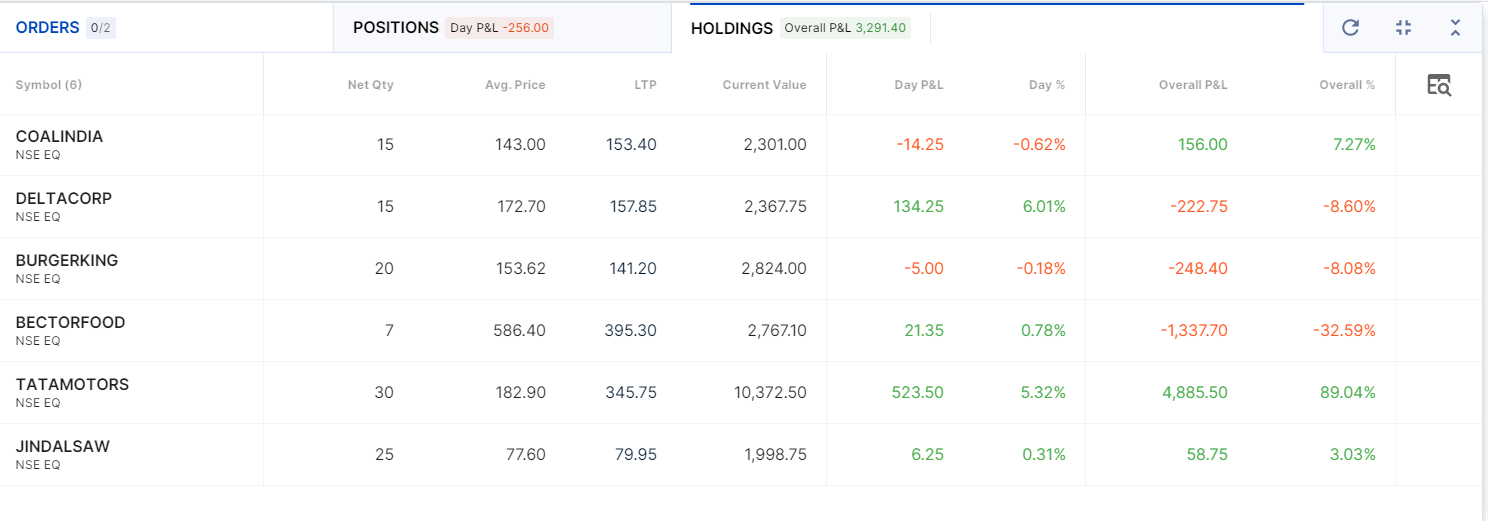 ORDERS 0/2 POSITIONS Day P&L -256.00 HOLDINGS Overall P&L 3,291.40
Symbol (6) Net Qty Avg. Price LTP Current Value Day P&L Day % Overall P&L Overall %
COALINDIA
NSE EQ
15 143.00 153.40 2,301.00 -14.25 -0.62% 156.00 7.27%
DELTACORP
NSE EQ
15 172.70 157.85 2,367.75 134.25 6.01% -222.75 -8.60%
BURGERKING
NSE EQ
20 153.62 141.20 2,824.00 -5.00 -0.18% -248.40 -8.08%
BECTORFOOD
NSE EQ
7 586.40 395.30 2,767.10 21.35 0.78% -1,337.70 -32.59%
TATAMOTORS
NSE EQ
30 182.90 345.75 10,372.50 523.50 5.32% 4,885.50 89.04%
JINDALSAW
NSE EQ
25 77.60 79.95 1,998.75 6.25 0.31% 58.75 3.03%